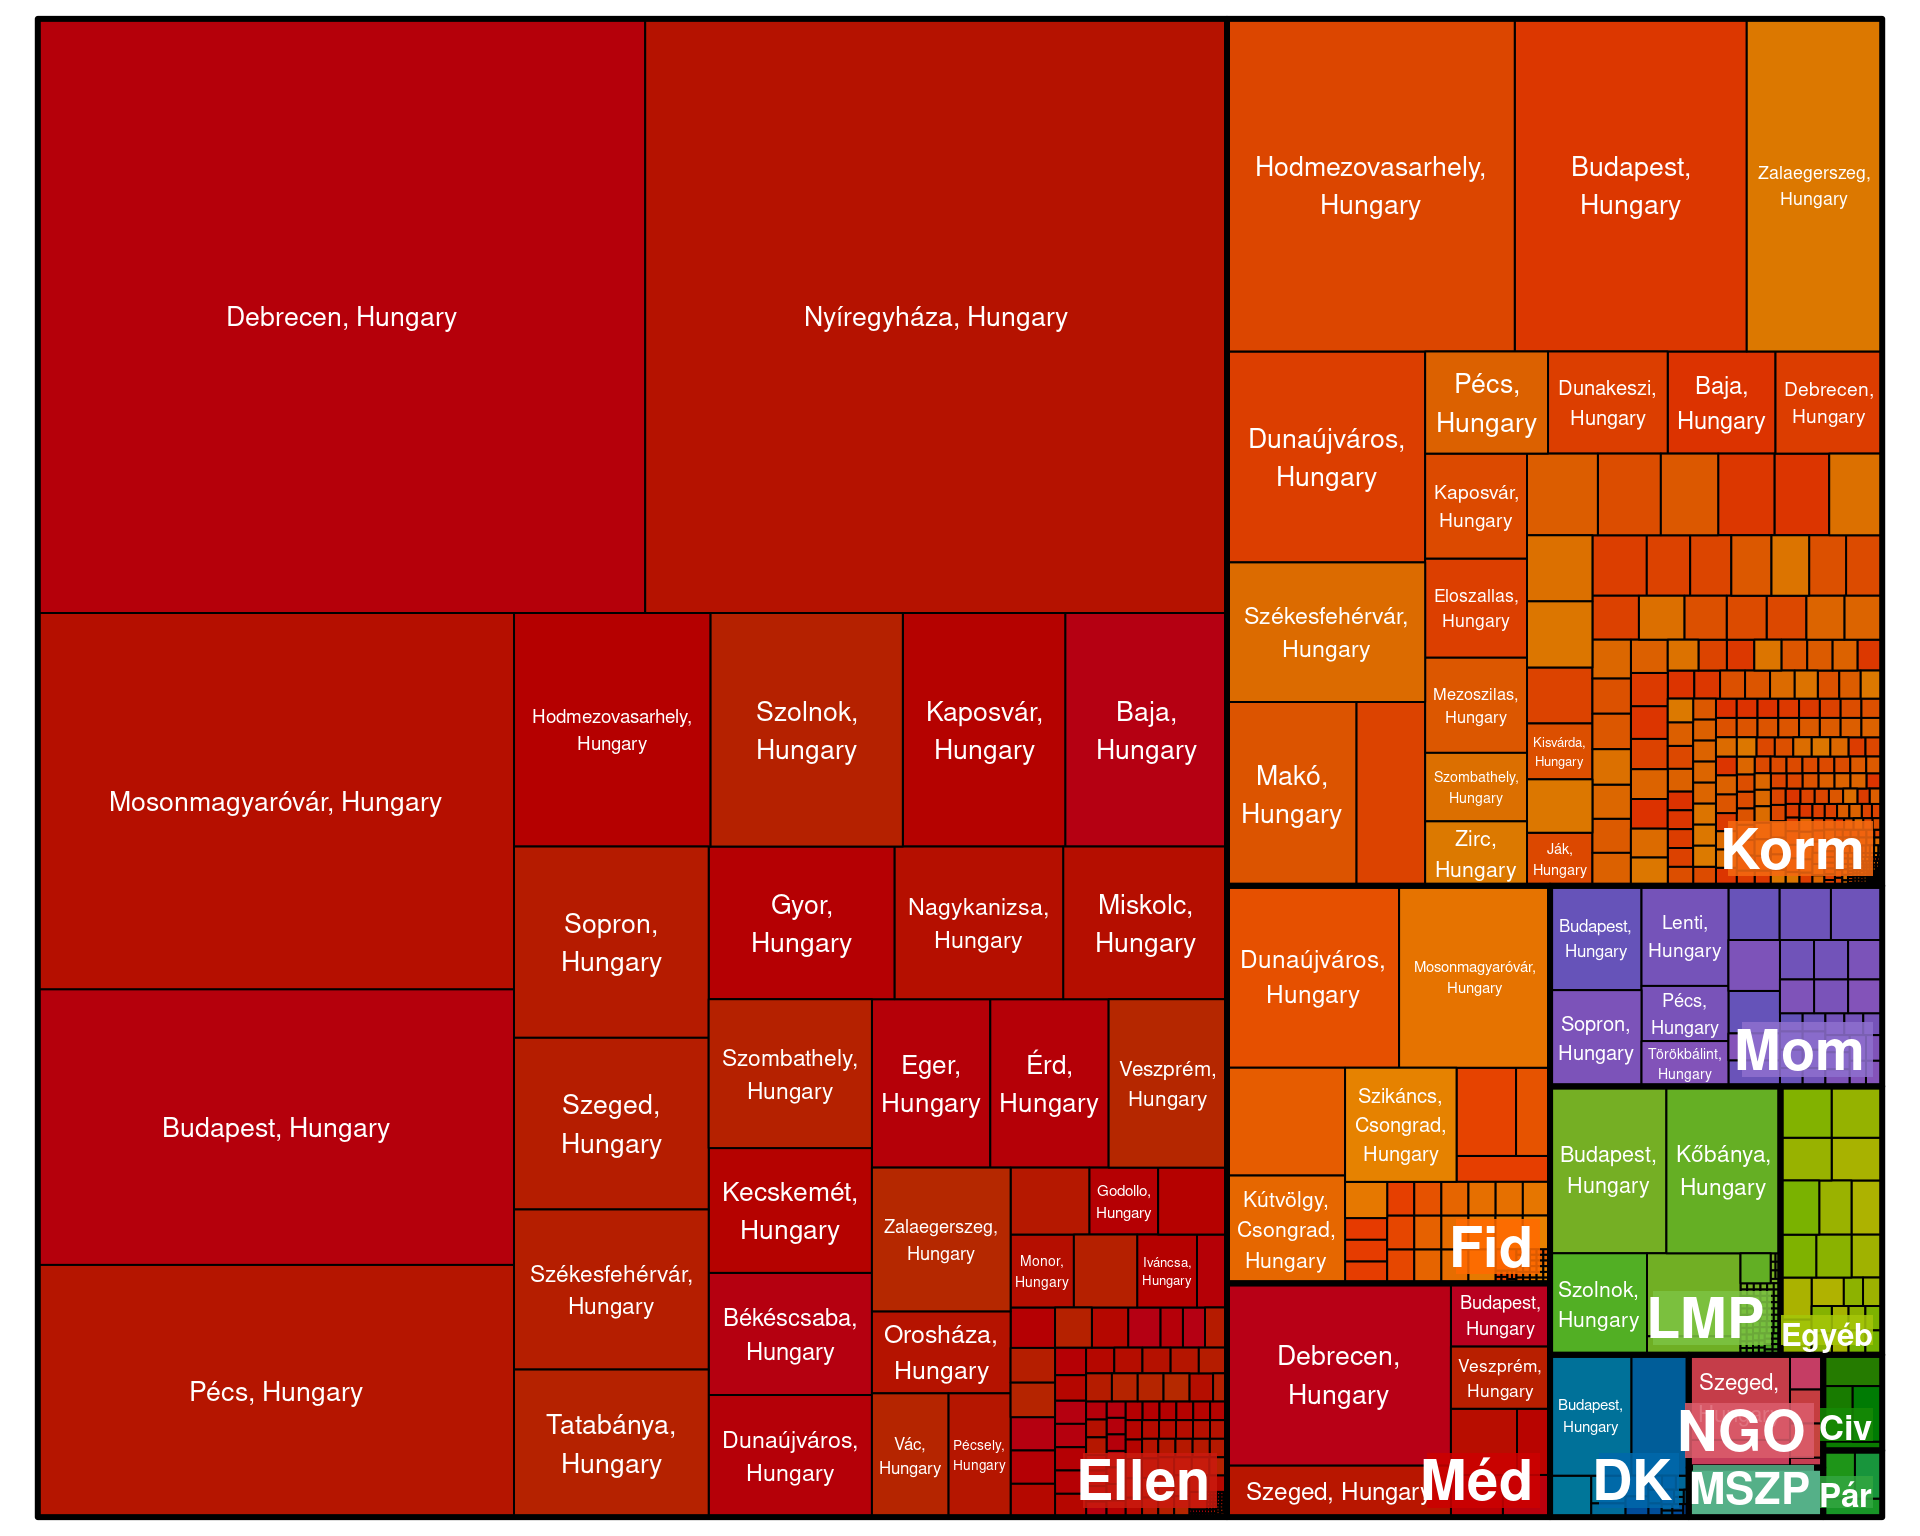 Debrecen, Hungary
Nyíregyháza, Hungary
Mosonmagyaróvár, Hungary
Budapest, Hungary
Pécs, Hungary
Hodmezovasarhely,
Hungary
Szolnok,
Hungary
Kaposvár,
Hungary
Baja,
Hungary
Sopron,
Hungary
Szeged,
Hungary
Székesfehérvár,
Hungary
Tatabánya,
Hungary
Gyor,
Hungary
Nagykanizsa,
Hungary
Miskolc,
Hungary
Szombathely,
Hungary
Kecskemét,
Hungary
Békéscsaba,
Hungary
Dunaújváros,
Hungary
Eger,
Hungary
Érd,
Hungary
Veszprém,
Hungary
Zalaegerszeg,
Hungary
Orosháza,
Hungary
Vác,
Hungary
Pécsely,
Hungary
Godollo,
Hungary
Monor,
Hungary
Iváncsa,
Hungary
Ellen
Hodmezovasarhely,
Hungary
Budapest,
Hungary
Zalaegerszeg,
Hungary
Dunaújváros,
Hungary
Székesfehérvár,
Hungary
Makó,
Hungary
Pécs,
Hungary
Dunakeszi,
Hungary
Baja,
Hungary
Debrecen,
Hungary
Kaposvár,
Hungary
Eloszallas,
Hungary
Mezoszilas,
Hungary
Szombathely,
Hungary
Zirc,
Hungary
Kisvárda,
Hungary
Ják,
Hungary
Korm
Dunaújváros,
Hungary
Mosonmagyaróvár,
Hungary
Szikáncs,
Csongrad,
Hungary
Kútvölgy,
Csongrad,
Hungary
Fid
Debrecen,
Hungary
Budapest,
Hungary
Veszprém,
Hungary
Szeged, Hungary
Méd
Budapest,
Hungary
Lenti,
Hungary
Sopron,
Hungary
Pécs,
Hungary
Törökbálint,
Hungary
Mom
Budapest,
Hungary
Kőbánya,
Hungary
Szolnok,
Hungary
LMP
Egyéb
Budapest,
Hungary
DK
Szeged,
Hungary
NGO
MSZP
Civ
Pár